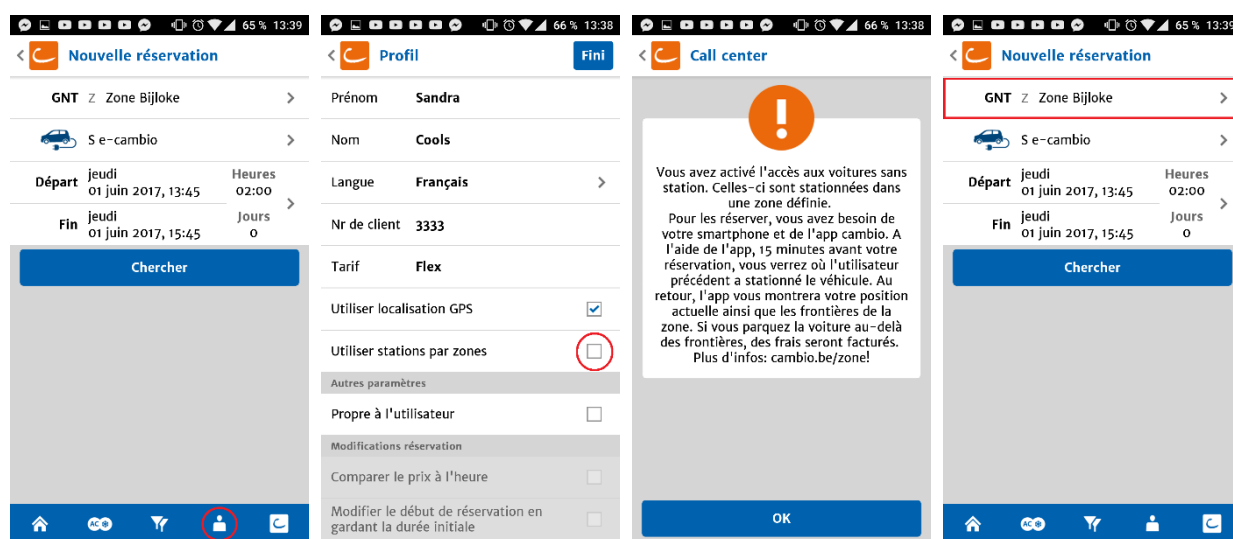 65 % 13:39
Nouvelle réservation
GNT Z Zone Bijloke
S e-cambio
Départ jeudi 01 juin 2017, 13:45
Heures 02:00
Fin jeudi 01 juin 2017, 15:45
Jours 0
Chercher
AC
66 % 13:38
Profil
Fini
Prénom Sandra
Nom Cools
Langue Français
Nr de client 3333
Tarif Flex
Utiliser localisation GPS
Utiliser stations par zones
Autres paramètres
Propre à l'utilisateur
Modifications réservation
Comparer le prix à l'heure
Modifier le début de réservation en
gardant la durée initiale
66 % 13:38
Call center
Vous avez activé l'accès aux voitures sans
station. Celles-ci sont stationnées dans
une zone définie.
Pour les réserver, vous avez besoin de
votre smartphone et de l'app cambio. A
l'aide de l'app, 15 minutes avant votre
réservation, vous verrez où l'utilisateur
précédent a stationné le véhicule. Au
retour, l'app vous montrera votre position
actuelle ainsi que les frontières de la
zone. Si vous parquez la voiture au-delà
des frontières, des frais seront facturés.
Plus d'infos: cambio.be/zone!
OK
65 % 13:39
Nouvelle réservation
GNT Z Zone Bijloke
S e-cambio
Départ jeudi 01 juin 2017, 13:45
Heures 02:00
Fin jeudi 01 juin 2017, 15:45
Jours 0
Chercher
AC